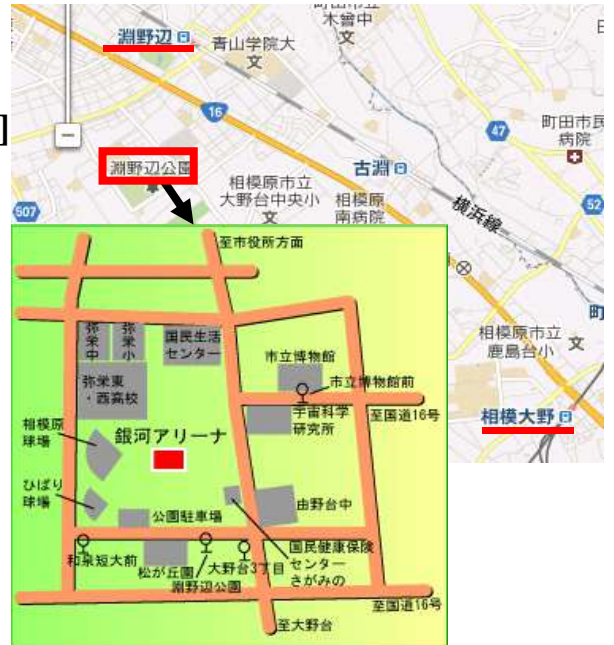 木曽中
文
淵野辺
青山学院大
文
]
16
47
町田市民
病院
淵野辺公園
古淵
相模原市立
大野台中央小
文
相模原
南病院
507
横浜線
52
町
相模原市立
鹿島台小
文
相模大野
至市役所方面
弥栄中
弥栄小
国民生活
センター
市立博物館
弥栄東
・西高校
市立博物館前
至国道16号
宇宙科学
研究所
相模原
球場
銀河アリーナ
ひばり
球場
公園駐車場
由野台中
和泉短大前
松が丘園
淵野辺公園
大野台3丁目
国民健康保険
センター
さがみの
至国道16号
至大野台